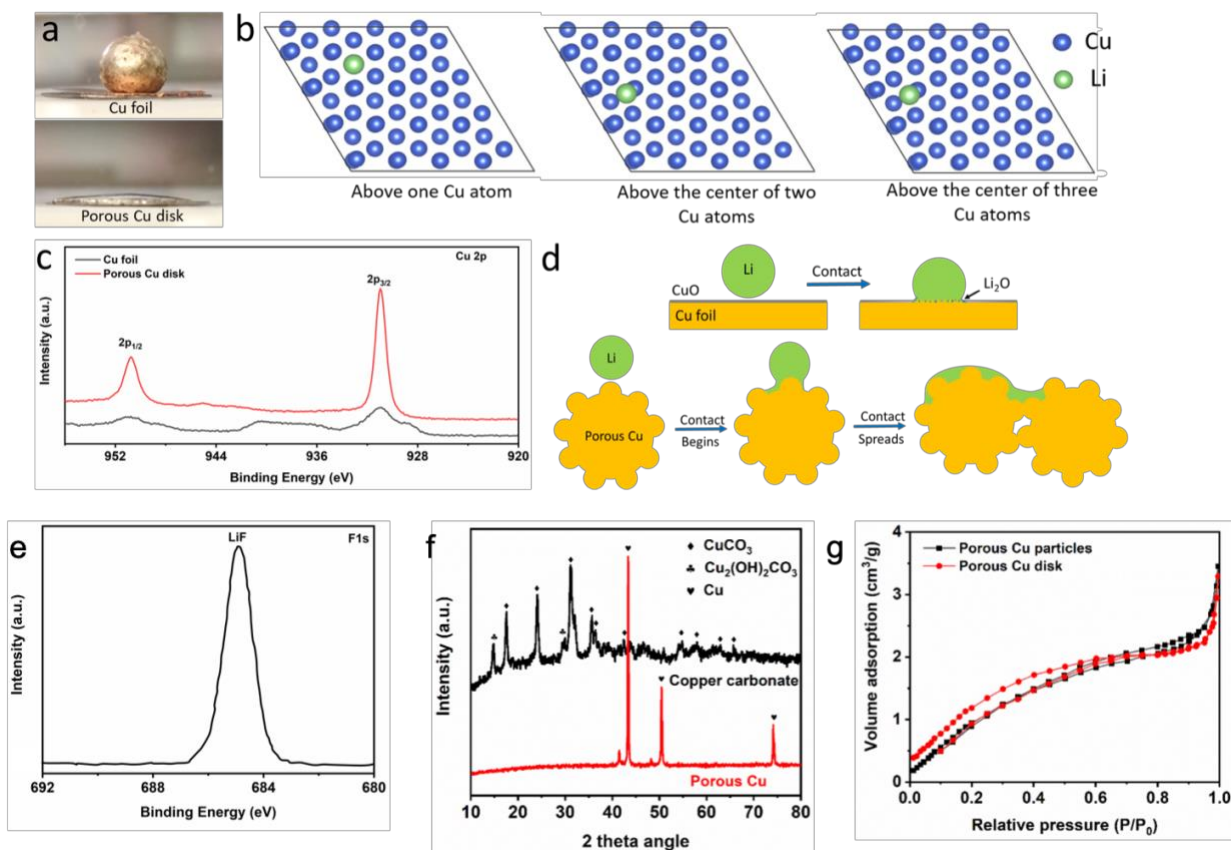 a
Cu foil
Porous Cu disk
b
Cu
Li
Above one Cu atom
Above the center of two
Cu atoms
Above the center of three
Cu atoms
c
Cu foil
Porous Cu disk
Cu 2p
2p3/2
2p1/2
Intensity (a.u.)
952
944
936
928
920
Binding Energy (eV)
d
Li
Contact
Li2O
CuO
Cu foil
Li
Porous Cu
Contact
Begins
Contact
Spreads
e
LiF
F1s
Intensity (a.u.)
692
688
684
680
Binding Energy (eV)
f
CuCO3
Cu2(OH)2CO3
Cu
Copper carbonate
Porous Cu
Intensity (a.u.)
10
20
30
40
50
60
70
80
2 theta angle
g
Porous Cu particles
Porous Cu disk
Volume adsorption (cm3/g)
4
3
2
1
0
0.0
0.2
0.4
0.6
0.8
1.0
Relative pressure (P/P0)